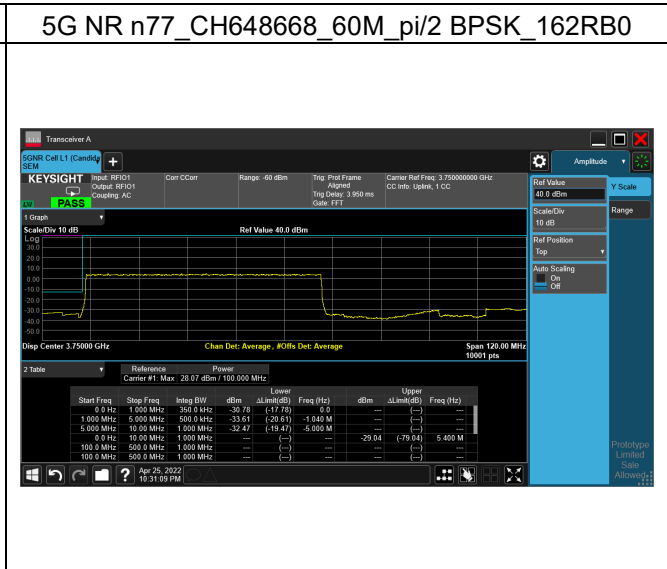 5G NR n77_CH648668_60M_pi/2 BPSK_162RB0
Transceiver A
5GNR Cell L1 (Candid
SEM
Amplitude
KEYSIGHT
LW
PASS
Input: RFIO1
Output: RFIO1
Coupling: AC
Corr CCorr
Range: -60 dBm
Trig: Prot Frame
Aligned
Trig Delay: 3.950 ms
Gate: FFT
Carrier Ref Freq: 3.750000000 GHz
CC Info: Uplink, 1 CC
Ref Value
40.0 dBm
Y Scale
Scale/Div
10 dB
Range
Ref Position
Top
Auto Scaling
On
Off
1 Graph
Scale/Div 10 dB
Ref Value 40.0 dBm
Log
30.0
20.0
10.0
0.00
-10.0
-20.0
-30.0
-40.0
-50.0
Disp Center 3.75000 GHz
Chan Det: Average , #Offs Det: Average
Span 120.00 MHz
10001 pts
2 Table
Reference Power
Carrier #1: Max 28.07 dBm / 100.000 MHz
Lower Upper
Start Freq Stop Freq Integ BW dBm ΔLimit(dB) Freq (Hz) dBm ΔLimit(dB) Freq (Hz)
0.0 Hz 1.000 MHz 350.0 kHz -30.78 (-17.78) 0.0 --- (---) ---
1.000 MHz 5.000 MHz 500.0 kHz -33.61 (-20.61) -1.040 M --- (---) ---
5.000 MHz 10.00 MHz 1.000 MHz -32.47 (-19.47) -5.000 M --- (---) ---
0.0 Hz 10.00 MHz 1.000 MHz --- (---) --- -29.04 (-79.04) 5.400 M
100.0 MHz 500.0 MHz 1.000 MHz --- (---) --- --- (---) ---
100.0 MHz 500.0 MHz 1.000 MHz --- (---) --- --- (---) ---
Prototype
Limited
Sale
Allowed
?
Apr 25, 2022
10:31:09 PM